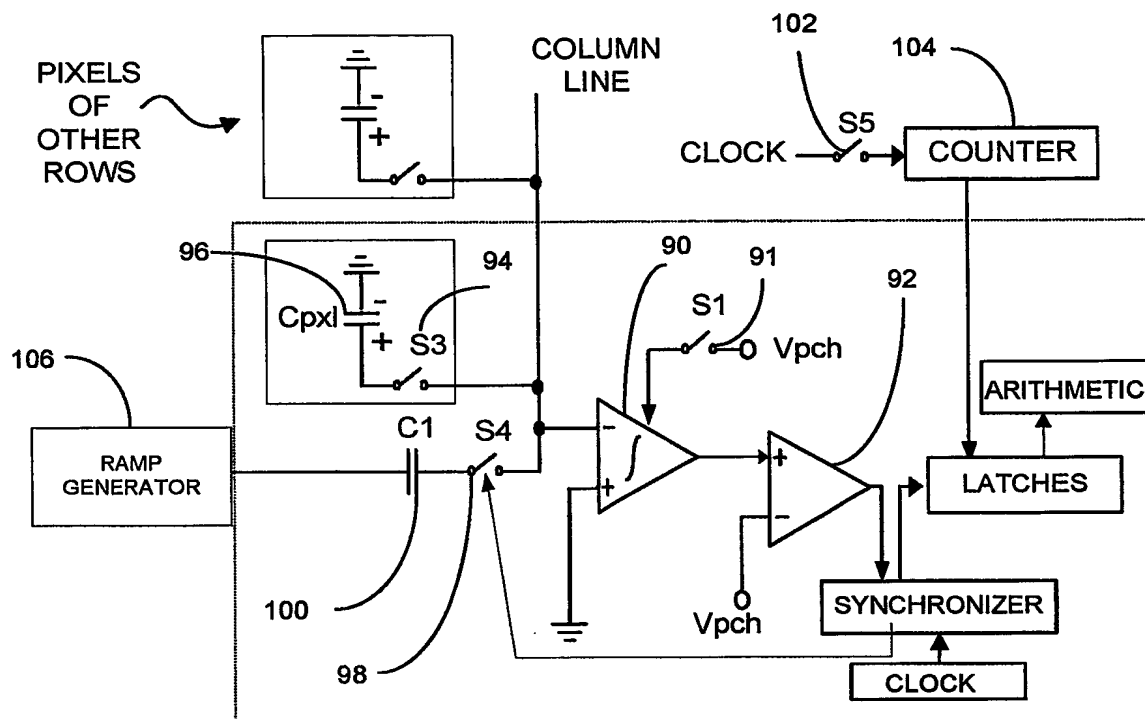 PIXELS
OF
OTHER
ROWS
-
+
COLUMN
LINE
102
S5
104
CLOCK
COUNTER
96
Cpxl
-
+
S3
94
90
S1
91
Vpch
92
106
RAMP
GENERATOR
C1
S4
-
+
+
-
ARITHMETIC
LATCHES
100
98
Vpch
SYNCHRONIZER
CLOCK